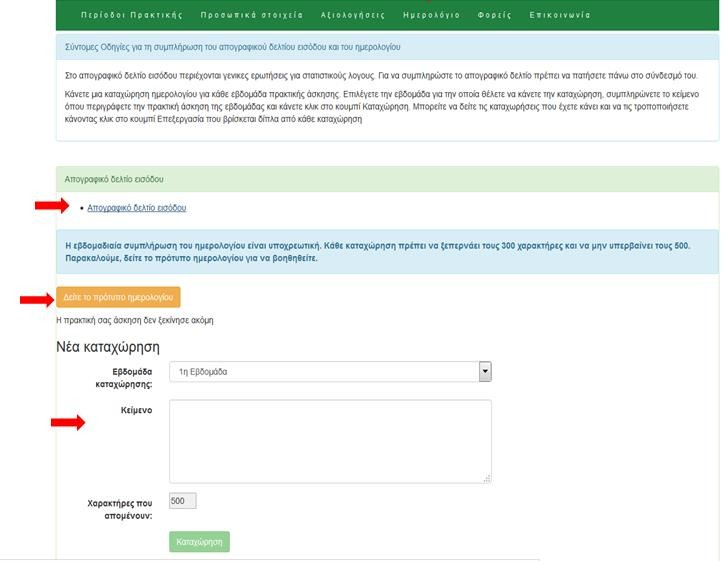 Περίοδοι Πρακτικής Προσωπικά στοιχεία Αξιολογήσεις Ημερολόγιο Φορείς Επικοινωνία
Σύντομες Οδηγίες για τη συμπλήρωση του απογραφικού δελτίου εισόδου και του ημερολογίου
Στο απογραφικό δελτίο εισόδου περιέχονται γενικες ερωτήσεις για στατιστικούς λογους. Για να συμπληρώστε το απογραφικό δελτίο πρέπει να πατήσετε πάνω στο σύνδεσμό του.
Κάνετε μια καταχώρηση ημερολογίου για κάθε εβδομάδα πρακτικής άσκησης. Επιλέγετε την εβδομάδα για την οποία θέλετε να κάνετε την καταχώρηση, συμπληρώνετε το κείμενο
όπου περιγράφετε την πρακτική άσκηση της εβδομάδας και κάνετε κλικ στο κουμπί Καταχώρηση. Μπορείτε να δείτε τις καταχωρήσεις που έχετε κάνει και να τις τροποποιήσετε
κάνοντας κλικ στο κουμπί Επεξεργασία που βρίσκεται δίπλα από κάθε καταχώρηση
Απογραφικό δελτίο εισόδου
• Απογραφικό δελτίο εισόδου
Η εβδομαδιαία συμπλήρωση του ημερολογίου είναι υποχρεωτική. Κάθε καταχώρηση πρέπει να ξεπερνάει τους 300 χαρακτήρες και να μην υπερβαίνει τους 500.
Παρακαλούμε, δείτε το πρότυπο ημερολογίου για να βοηθηθείτε.
Δείτε το πρότυπο ημερολογίου
Η πρακτική σας άσκηση δεν ξεκίνησε ακόμη
Νέα καταχώρηση
Εβδομάδα
καταχώρησης:
1η Εβδομάδα
Κείμενο
Χαρακτήρες που
απομένουν:
500
Καταχώρηση